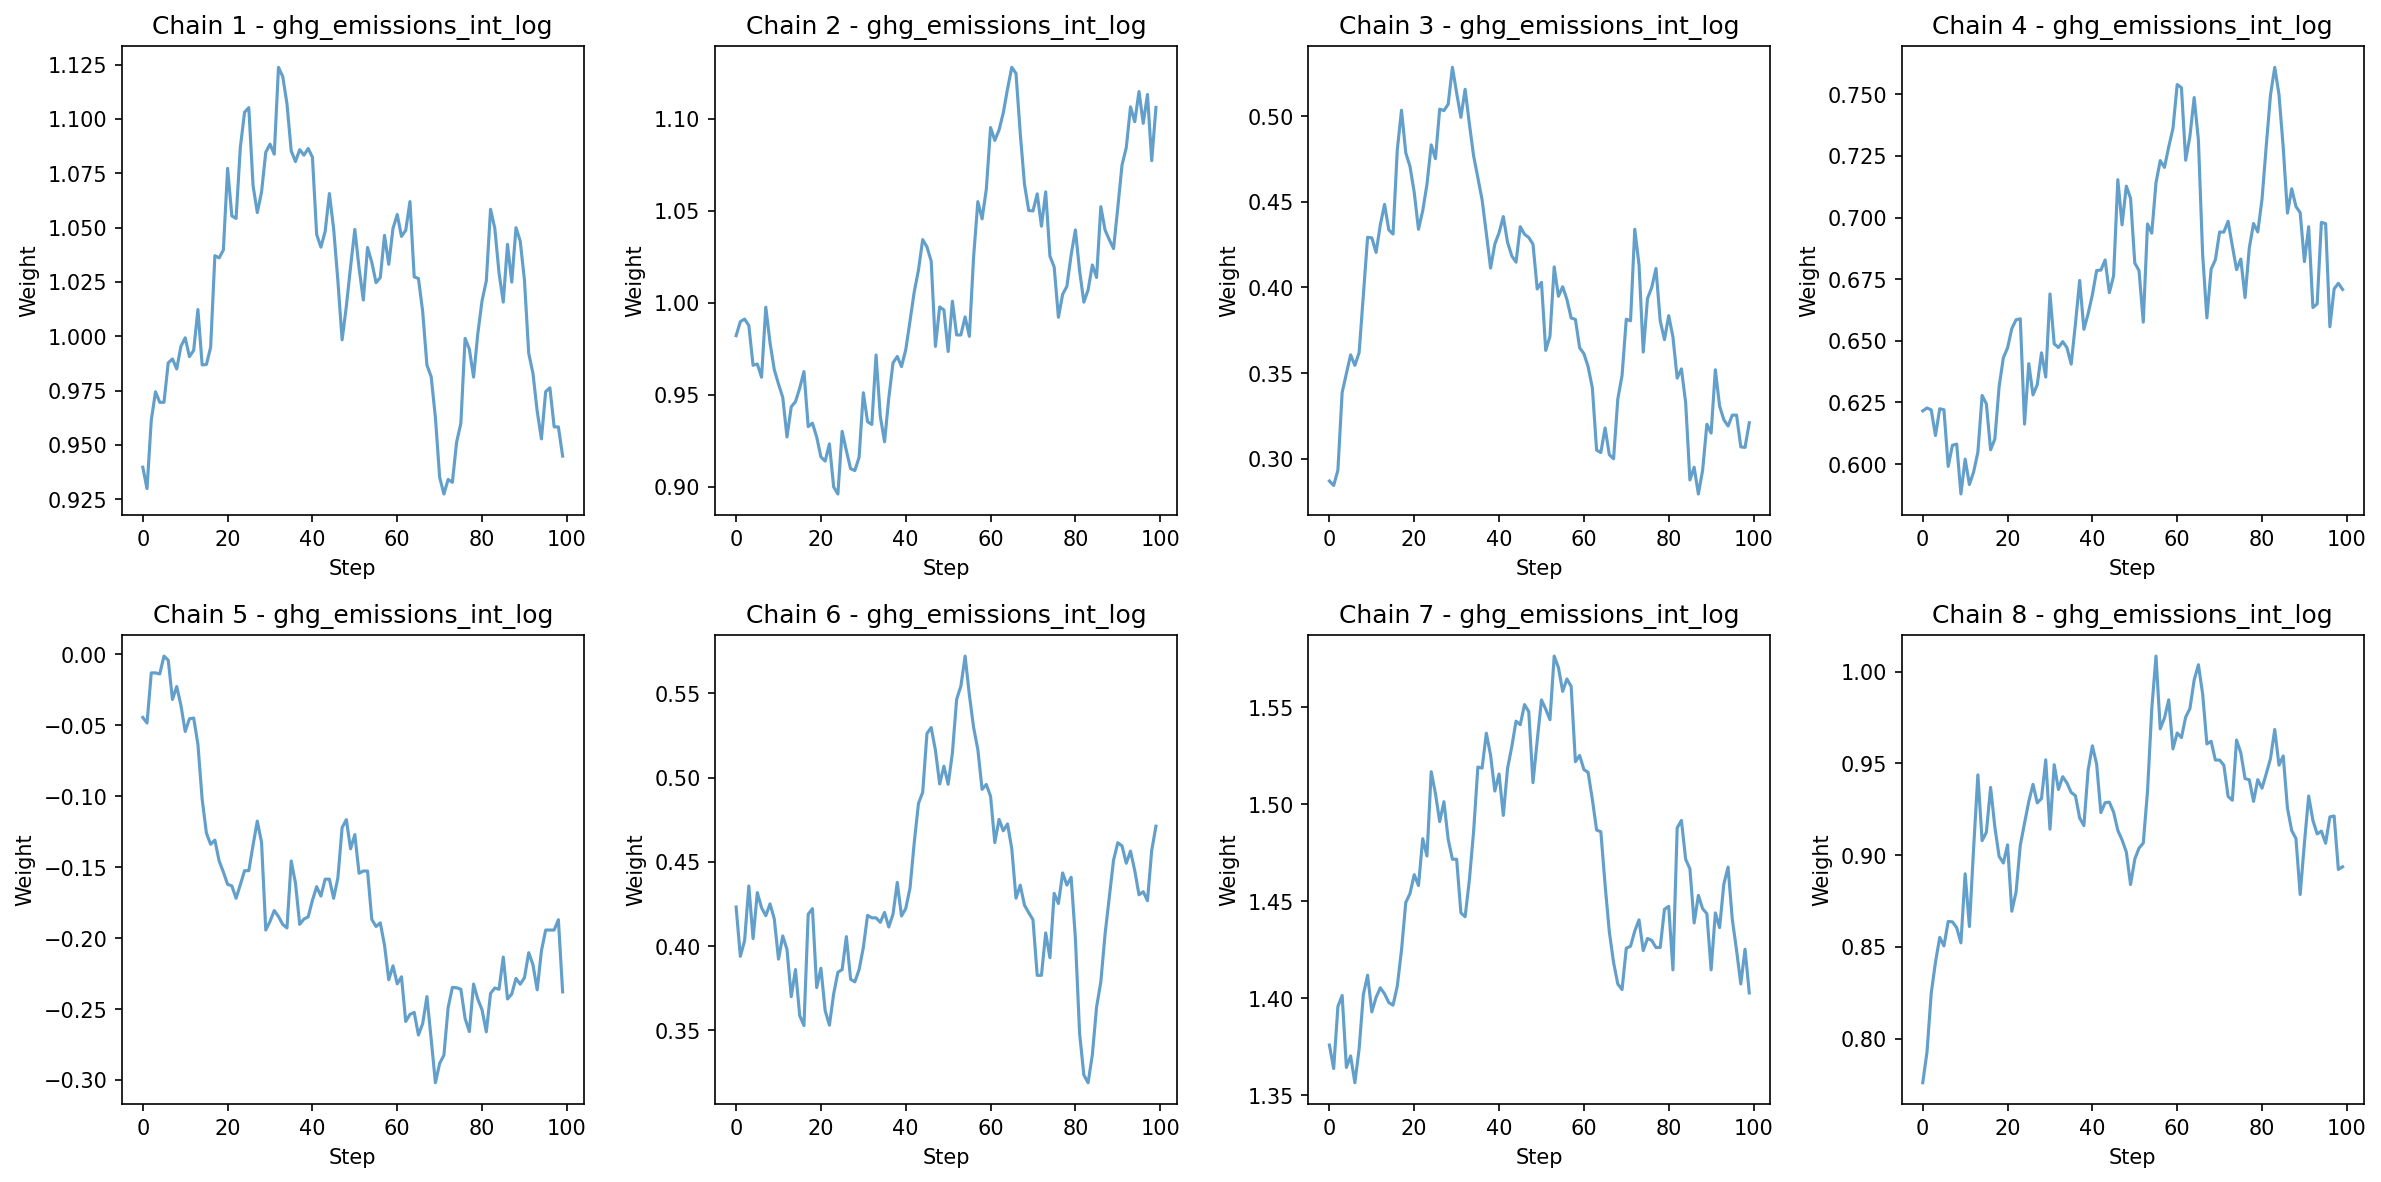 Chain 1 - ghg_emissions_int_log
Weight
1.125
1.100
1.075
1.050
1.025
1.000
0.975
0.950
0.925
0 20 40 60 80 100
Step
Chain 2 - ghg_emissions_int_log
Weight
1.10
1.05
1.00
0.95
0.90
0 20 40 60 80 100
Step
Chain 3 - ghg_emissions_int_log
Weight
0.50
0.45
0.40
0.35
0.30
0 20 40 60 80 100
Step
Chain 4 - ghg_emissions_int_log
Weight
0.750
0.725
0.700
0.675
0.650
0.625
0.600
0 20 40 60 80 100
Step
Chain 5 - ghg_emissions_int_log
Weight
0.00
−0.05
−0.10
−0.15
−0.20
−0.25
−0.30
0 20 40 60 80 100
Step
Chain 6 - ghg_emissions_int_log
Weight
0.55
0.50
0.45
0.40
0.35
0 20 40 60 80 100
Step
Chain 7 - ghg_emissions_int_log
Weight
1.55
1.50
1.45
1.40
1.35
0 20 40 60 80 100
Step
Chain 8 - ghg_emissions_int_log
Weight
1.00
0.95
0.90
0.85
0.80
0 20 40 60 80 100
Step